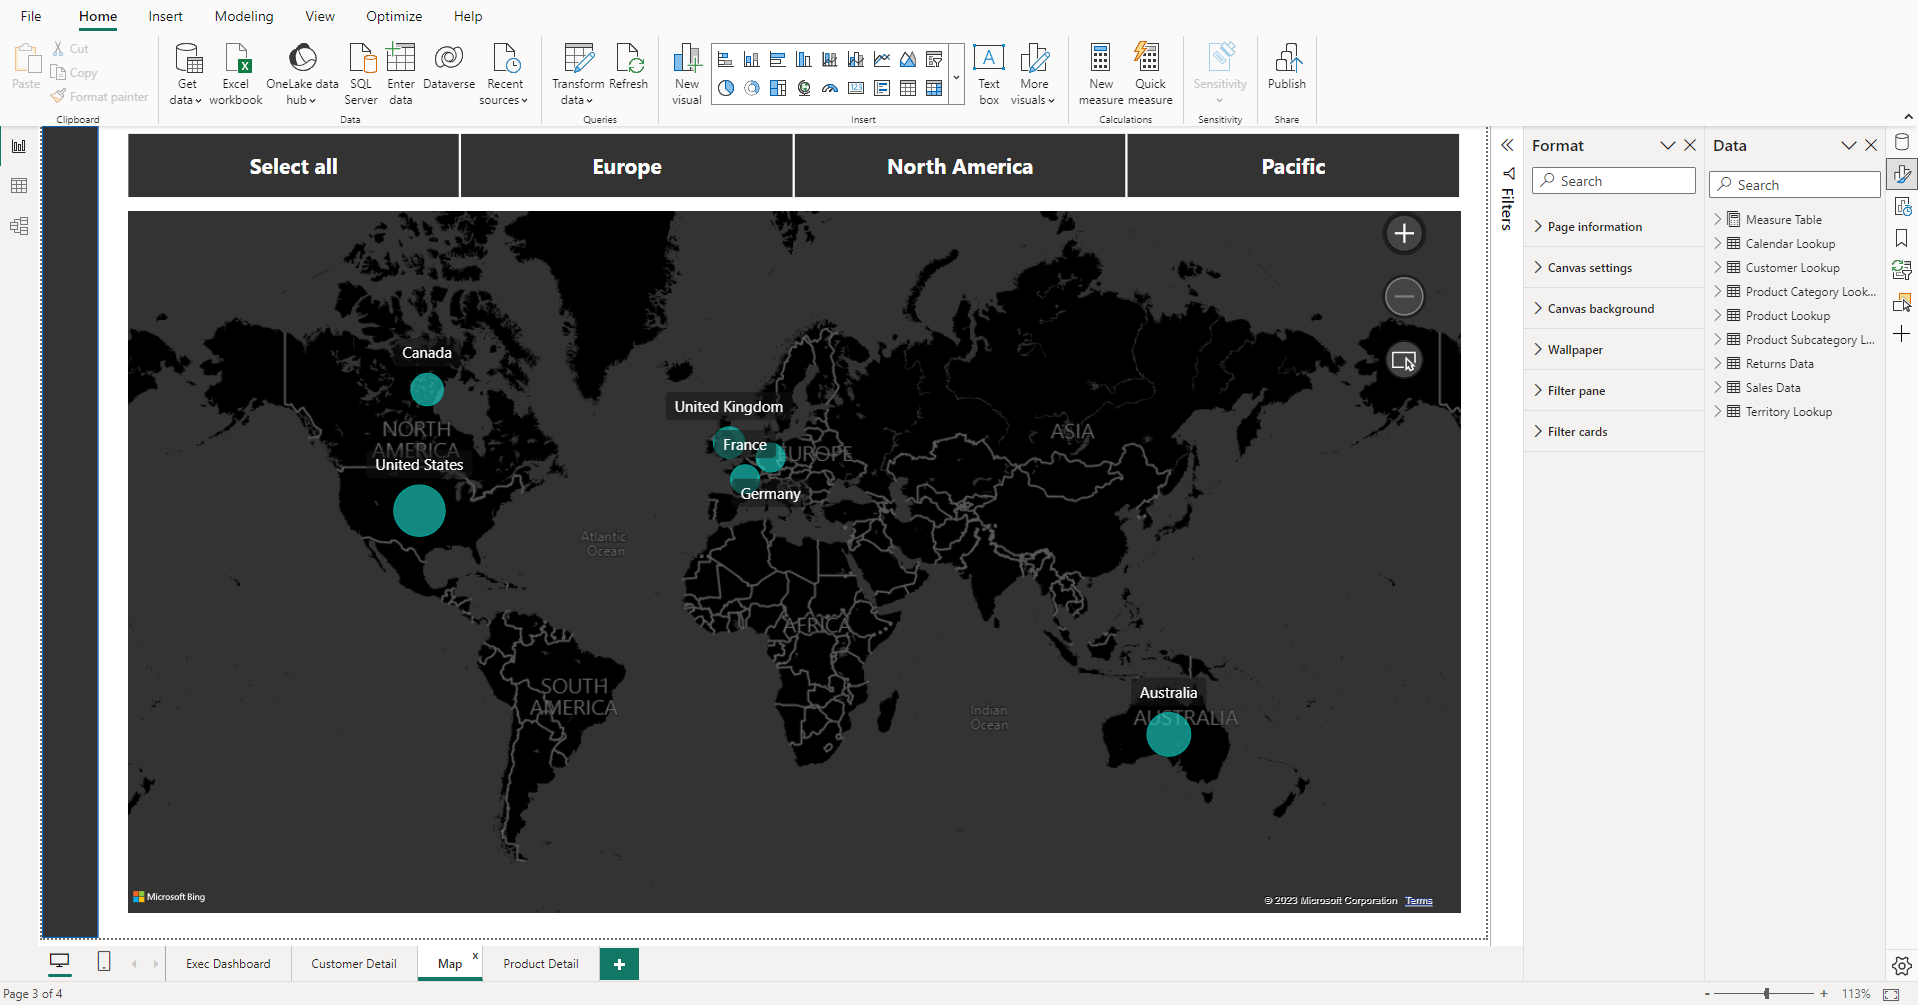 File
Home
Insert
Modeling
View
Optimize
Help
Paste
Cut
Copy
Format painter
Clipboard
Get
data
Excel
workbook
OneLake data
hub
SQL
Server
Enter
data
Dataverse
Recent
sources
Data
Transform
data
Refresh
Queries
New
visual
123
A
Text
box
More
visuals
Insert
New
measure
Quick
measure
Calculations
Sensitivity
Sensitivity
Publish
Share
Select all
Europe
North America
Pacific
Canada
NORTH
AMERICA
United States
United Kingdom
France
EUROPE
Germany
ASIA
Atlantic
Ocean
AFRICA
SOUTH
AMERICA
Indian
Ocean
Australia
AUSTRALIA
Microsoft Bing
© 2023 Microsoft Corporation
Terms
Filters
Format
Search
Page information
Canvas settings
Canvas background
Wallpaper
Filter pane
Filter cards
Data
Search
Measure Table
Calendar Lookup
Customer Lookup
Product Category Look...
Product Lookup
Product Subcategory L...
Returns Data
Sales Data
Territory Lookup
Exec Dashboard
Customer Detail
Map
x
Product Detail
+
Page 3 of 4
- + 113%